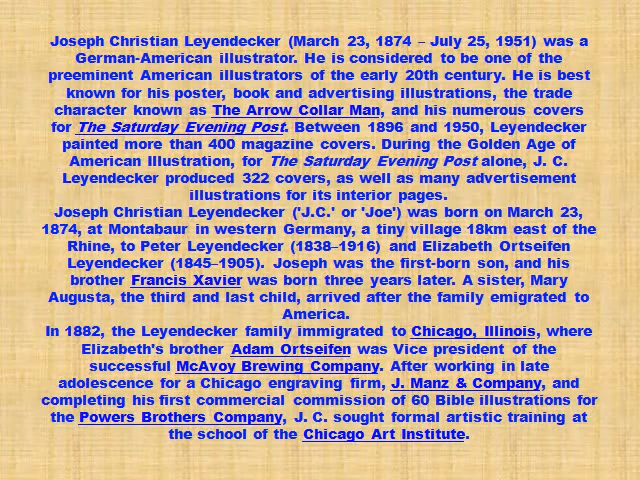 Joseph Christian Leyendecker (March 23, 1874 – July 25, 1951) was a
German-American illustrator. He is considered to be one of the
preeminent American illustrators of the early 20th century. He is best
known for his poster, book and advertising illustrations, the trade
character known as The Arrow Collar Man, and his numerous covers
for The Saturday Evening Post. Between 1896 and 1950, Leyendecker
painted more than 400 magazine covers. During the Golden Age of
American Illustration, for The Saturday Evening Post alone, J. C.
Leyendecker produced 322 covers, as well as many advertisement
illustrations for its interior pages.
Joseph Christian Leyendecker ('J.C.' or 'Joe') was born on March 23,
1874, at Montabaur in western Germany, a tiny village 18km east of the
Rhine, to Peter Leyendecker (1838–1916) and Elizabeth Ortseifen
Leyendecker (1845–1905). Joseph was the first-born son, and his
brother Francis Xavier was born three years later. A sister, Mary
Augusta, the third and last child, arrived after the family emigrated to
America.
In 1882, the Leyendecker family immigrated to Chicago, Illinois, where
Elizabeth's brother Adam Ortseifen was Vice president of the
successful McAvoy Brewing Company. After working in late
adolescence for a Chicago engraving firm, J. Manz & Company, and
completing his first commercial commission of 60 Bible illustrations for
the Powers Brothers Company, J. C. sought formal artistic training at
the school of the Chicago Art Institute.